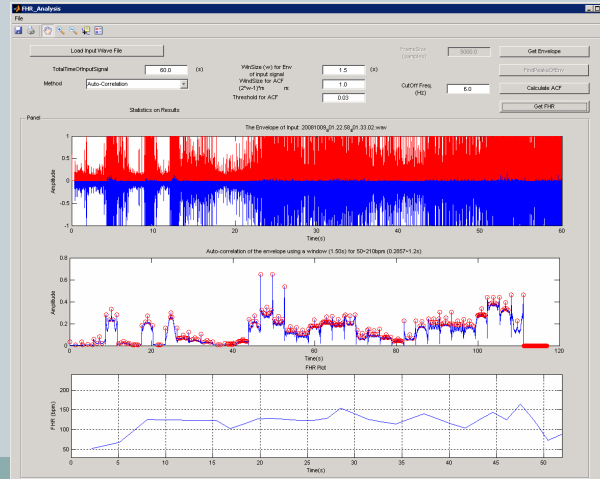 FHR_Analysis
File
Load Input Wave File
FrameSize
(samples)
5000.0
Get Envelope
TotalTimeOfInputSignal
60.0
(s)
WinSize (w) for Env
of input signal
1.5
(s)
FindPeaksOfEnv
Method
Auto-Correlation
WindSize for ACF
(2*w-1)*m m:
1.0
CutOff Freq.
(Hz)
6.0
Calculate ACF
Threshold for ACF
0.03
Statistics on Results
Get FHR
Panel
The Envelope of Input: 20081009_a01.22.58_a01.33.02.wav
Amplitude
1
0.5
0
-0.5
-1
0 10 20 30 40 50 60
Time(s)
Auto-correlation of the envelope using a window (1.50s) for 50~210bpm (0.2857~1.2s)
Amplitude
0.8
0.6
0.4
0.2
0
0 20 40 60 80 100 120
Time(s)
FHR Plot
FHR (bpm)
200
150
100
50
0 5 10 15 20 25 30 35 40 45 50
Time(s)